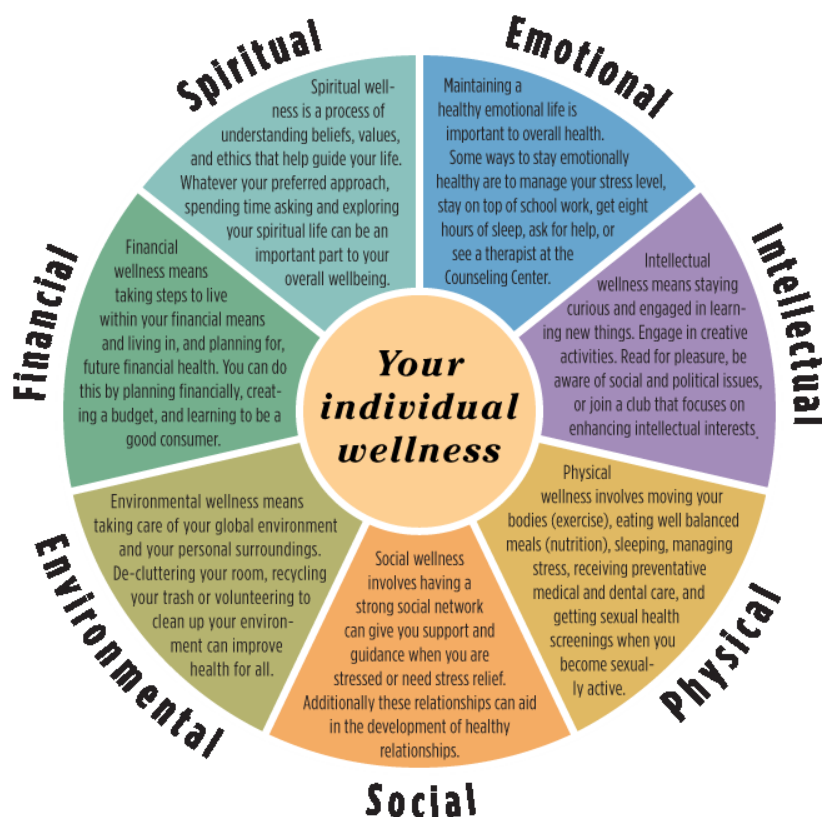 Spiritual
Spiritual well-
ness is a process of
understanding beliefs, values,
and ethics that help guide your life.
Whatever your preferred approach,
spending time asking and exploring
your spiritual life can be an
important part to your
overall wellbeing.
Emotional
Maintaining a
healthy emotional life is
important to overall health.
Some ways to stay emotionally
healthy are to manage your stress level,
stay on top of school work, get eight
hours of sleep, ask for help, or
see a therapist at the
Counseling Center.
Intellectual
Intellectual
wellness means staying
curious and engaged in learn-
ing new things. Engage in creative
activities. Read for pleasure, be
aware of social and political issues,
or join a club that focuses on
enhancing intellectual interests.
Physical
Physical
wellness involves moving your
bodies (exercise), eating well balanced
meals (nutrition), sleeping, managing
stress, receiving preventative
medical and dental care, and
getting sexual health
screenings when you
become sexual-
ly active.
Social
Social wellness
involves having a
strong social network
can give you support and
guidance when you are
stressed or need stress relief.
Additionally these relationships can aid
in the development of healthy
relationships.
Environmental
Environmental wellness means
taking care of your global environment
and your personal surroundings.
De-cluttering your room, recycling
your trash or volunteering to
clean up your environ-
ment can improve
health for all.
Financial
Financial
wellness means
taking steps to live
within your financial means
and living in, and planning for,
future financial health. You can do
this by planning financially, creat-
ing a budget, and learning to be a
good consumer.
Your
individual
wellness